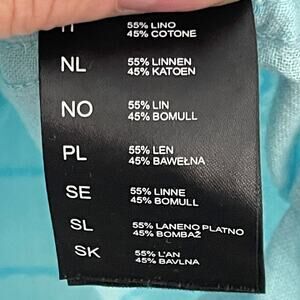 IT 55% LINO
45% COTONE
NL 55% LINNEN
45% KATOEN
NO 55% LIN
45% BOMULL
PL 55% LEN
45% BAWEŁNA
SE 55% LINNE
45% BOMULL
SL 55% LANENO PLATNO
45% BOMBAŽ
SK 55% ĽAN
45% BAVLNA